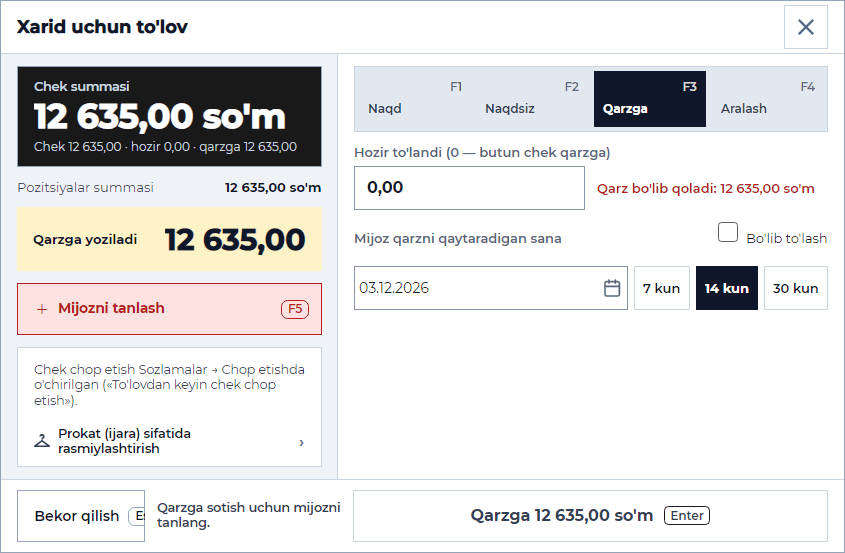 Xarid uchun to'lov
Chek summasi
12 635,00 so'm
Chek 12 635,00 · hozir 0,00 · qarzga 12 635,00
Pozitsiyalar summasi 12 635,00 so'm
Qarzga yoziladi 12 635,00
+ Mijozni tanlash F5
Chek chop etish Sozlamalar → Chop etishda
o'chirilgan («To'lovdan keyin chek chop
etish»).
Prokat (ijara) sifatida
rasmiylashtirish ›
Naqd F1
Naqdsiz F2
Qarzga F3
Aralash F4
Hozir to'landi (0 — butun chek qarzga)
0,00
Qarz bo'lib qoladi: 12 635,00 so'm
Mijoz qarzni qaytaradigan sana
Bo'lib to'lash
03.12.2026
7 kun
14 kun
30 kun
Bekor qilish
Qarzga sotish uchun mijozni
tanlang.
Qarzga 12 635,00 so'm Enter